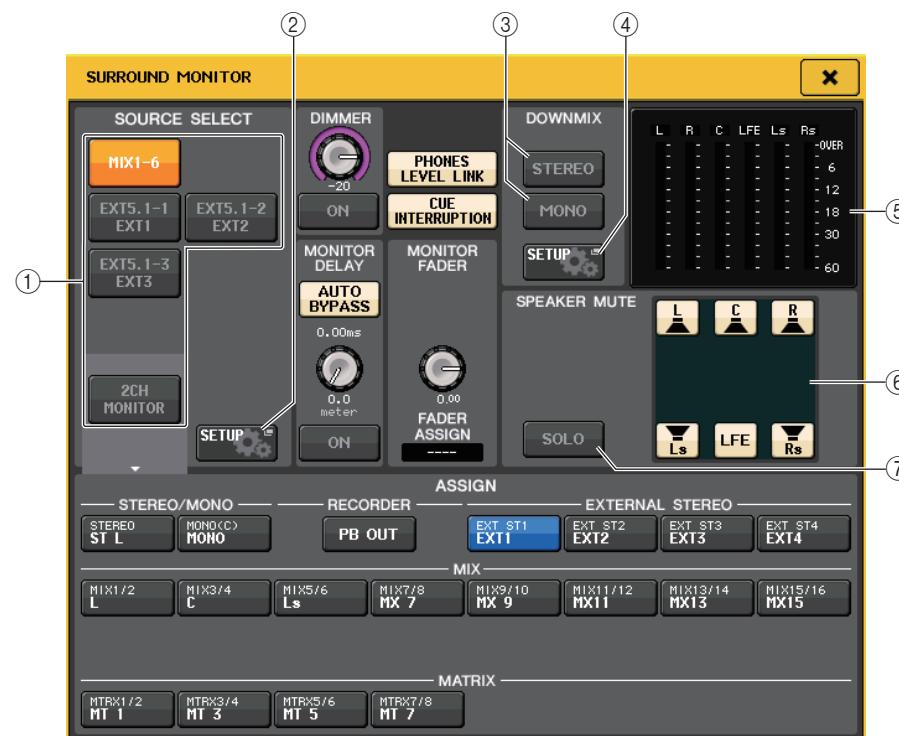 ② ③ ④
SURROUND MONITOR
SOURCE SELECT
MIX1-6
EXT5.1-1
EXT1
EXT5.1-2
EXT2
EXT5.1-3
EXT3
2CH
MONITOR
SETUP
①
DIMMER
-20
ON
PHONES
LEVEL LINK
CUE
INTERRUPTION
MONITOR
DELAY
AUTO
BYPASS
0.00ms
0.0
meter
ON
MONITOR
FADER
0.00
FADER
ASSIGN
----
DOWNMIX
STEREO
MONO
SETUP
L R C LFE Ls Rs
OVER
6
12
18
30
60
⑤
SPEAKER MUTE
L
C
R
Ls
LFE
Rs
⑥
SOLO
⑦
ASSIGN
STEREO/MONO
RECORDER
EXTERNAL STEREO
STEREO
ST L
MONO(C)
MONO
PB OUT
EXT ST1
EXT1
EXT ST2
EXT2
EXT ST3
EXT3
EXT ST4
EXT4
MIX
MIX1/2
L
MIX3/4
C
MIX5/6
Ls
MIX7/8
MX 7
MIX9/10
MX 9
MIX11/12
MX11
MIX13/14
MX13
MIX15/16
MX15
MATRIX
MTRX1/2
MT 1
MTRX3/4
MT 3
MTRX5/6
MT 5
MTRX7/8
MT 7